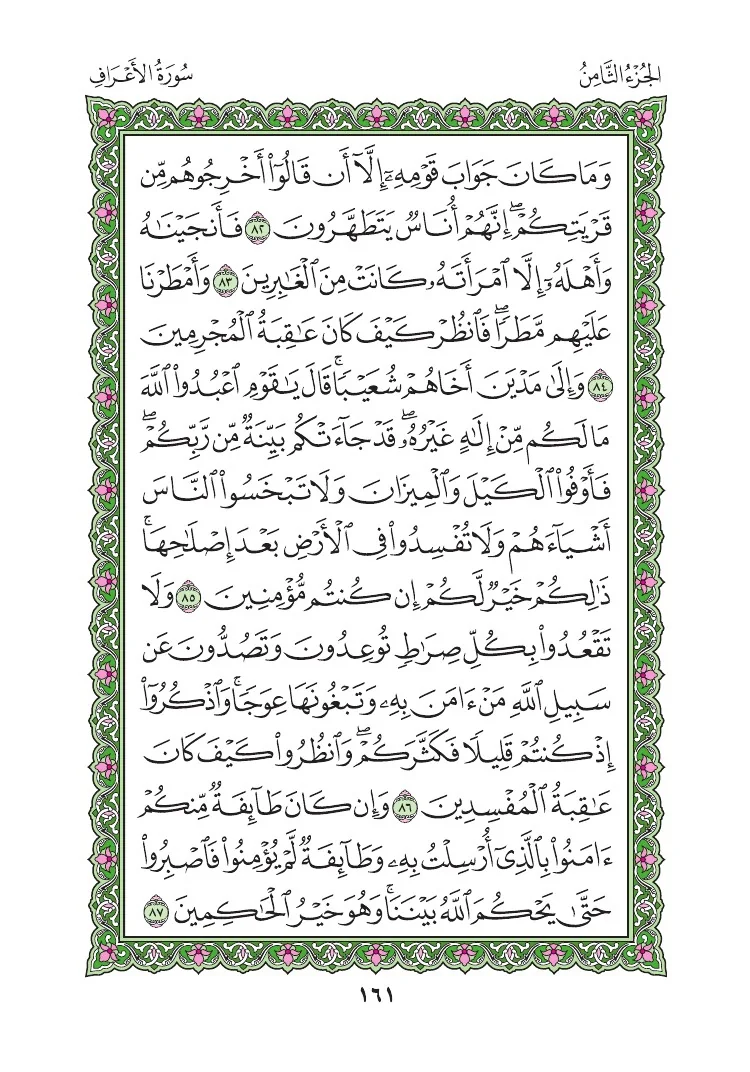 الجُزْءُ الثَّامِنُ
سُورَةُ الأَعْرَافِ
وَمَا كَانَ جَوَابَ قَوْمِهِۦٓ إِلَّآ أَن قَالُوٓا۟ أَخْرِجُوهُم مِّن
قَرْيَتِكُمْۖ إِنَّهُمْ أُنَاسٌ يَتَطَهَّرُونَ ٨٢ فَأَنجَيْنَٰهُ
وَأَهْلَهُۥٓ إِلَّا ٱمْرَأَتَهُۥ كَانَتْ مِنَ ٱلْغَٰبِرِينَ ٨٣ وَأَمْطَرْنَا
عَلَيْهِم مَّطَرًاۖ فَٱنظُرْ كَيْفَ كَانَ عَٰقِبَةُ ٱلْمُجْرِمِينَ
٨٤ وَإِلَىٰ مَدْيَنَ أَخَاهُمْ شُعَيْبًاۚ قَالَ يَٰقَوْمِ ٱعْبُدُوا۟ ٱللَّهَ
مَا لَكُم مِّنْ إِلَٰهٍ غَيْرُهُۥۖ قَدْ جَآءَتْكُم بَيِّنَةٌ مِّن رَّبِّكُمْۖ
فَأَوْفُوا۟ ٱلْكَيْلَ وَٱلْمِيزَانَ وَلَا تَبْخَسُوا۟ ٱلنَّاسَ
أَشْيَآءَهُمْ وَلَا تُفْسِدُوا۟ فِى ٱلْأَرْضِ بَعْدَ إِصْلَٰحِهَاۚ
ذَٰلِكُمْ خَيْرٌ لَّكُمْ إِن كُنتُم مُّؤْمِنِينَ ٨٥ وَلَا
تَقْعُدُوا۟ بِكُلِّ صِرَٰطٍ تُوعِدُونَ وَتَصُدُّونَ عَن
سَبِيلِ ٱللَّهِ مَنْ ءَامَنَ بِهِۦ وَتَبْغُونَهَا عِوَجًاۚ وَٱذْكُرُوٓا۟
إِذْ كُنتُمْ قَلِيلًا فَكَثَّرَكُمْۖ وَٱنظُرُوا۟ كَيْفَ كَانَ
عَٰقِبَةُ ٱلْمُفْسِدِينَ ٨٦ وَإِن كَانَ طَآئِفَةٌ مِّنكُمْ
ءَامَنُوا۟ بِٱلَّذِىٓ أُرْسِلْتُ بِهِۦ وَطَآئِفَةٌ لَّمْ يُؤْمِنُوا۟ فَٱصْبِرُوا۟
حَتَّىٰ يَحْكُمَ ٱللَّهُ بَيْنَنَاۚ وَهُوَ خَيْرُ ٱلْحَٰكِمِينَ ٨٧
١٦١